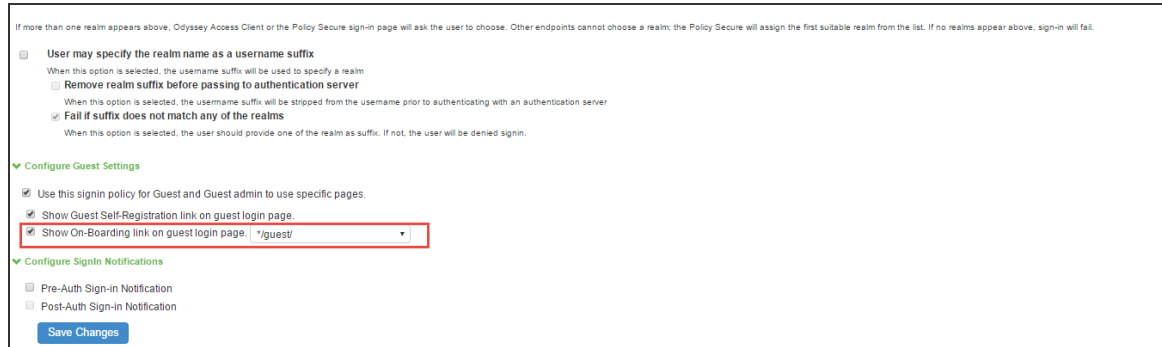 If more than one realm appears above, Odyssey Access Client or the Policy Secure sign-in page will ask the user to choose. Other endpoints cannot choose a realm; the Policy Secure will assign the first suitable realm from the list. If no realms appear above, sign-in will fail.
User may specify the realm name as a username suffix
When this option is selected, the username suffix will be used to specify a realm
Remove realm suffix before passing to authentication server
When this option is selected, the username suffix will be stripped from the username prior to authenticating with an authentication server
Fail if suffix does not match any of the realms
When this option is selected, the user should provide one of the realm as suffix. If not, the user will be denied signin.
Configure Guest Settings
Use this signin policy for Guest and Guest admin to use specific pages.
Show Guest Self-Registration link on guest login page.
Show On-Boarding link on guest login page. */guest/
Configure SignIn Notifications
Pre-Auth Sign-in Notification
Post-Auth Sign-in Notification
Save Changes